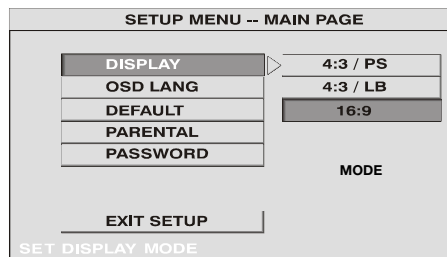 SETUP MENU -- MAIN PAGE
DISPLAY
OSD LANG
DEFAULT
PARENTAL
PASSWORD
EXIT SETUP
4:3 / PS
4:3 / LB
16:9
MODE
SET DISPLAY MODE